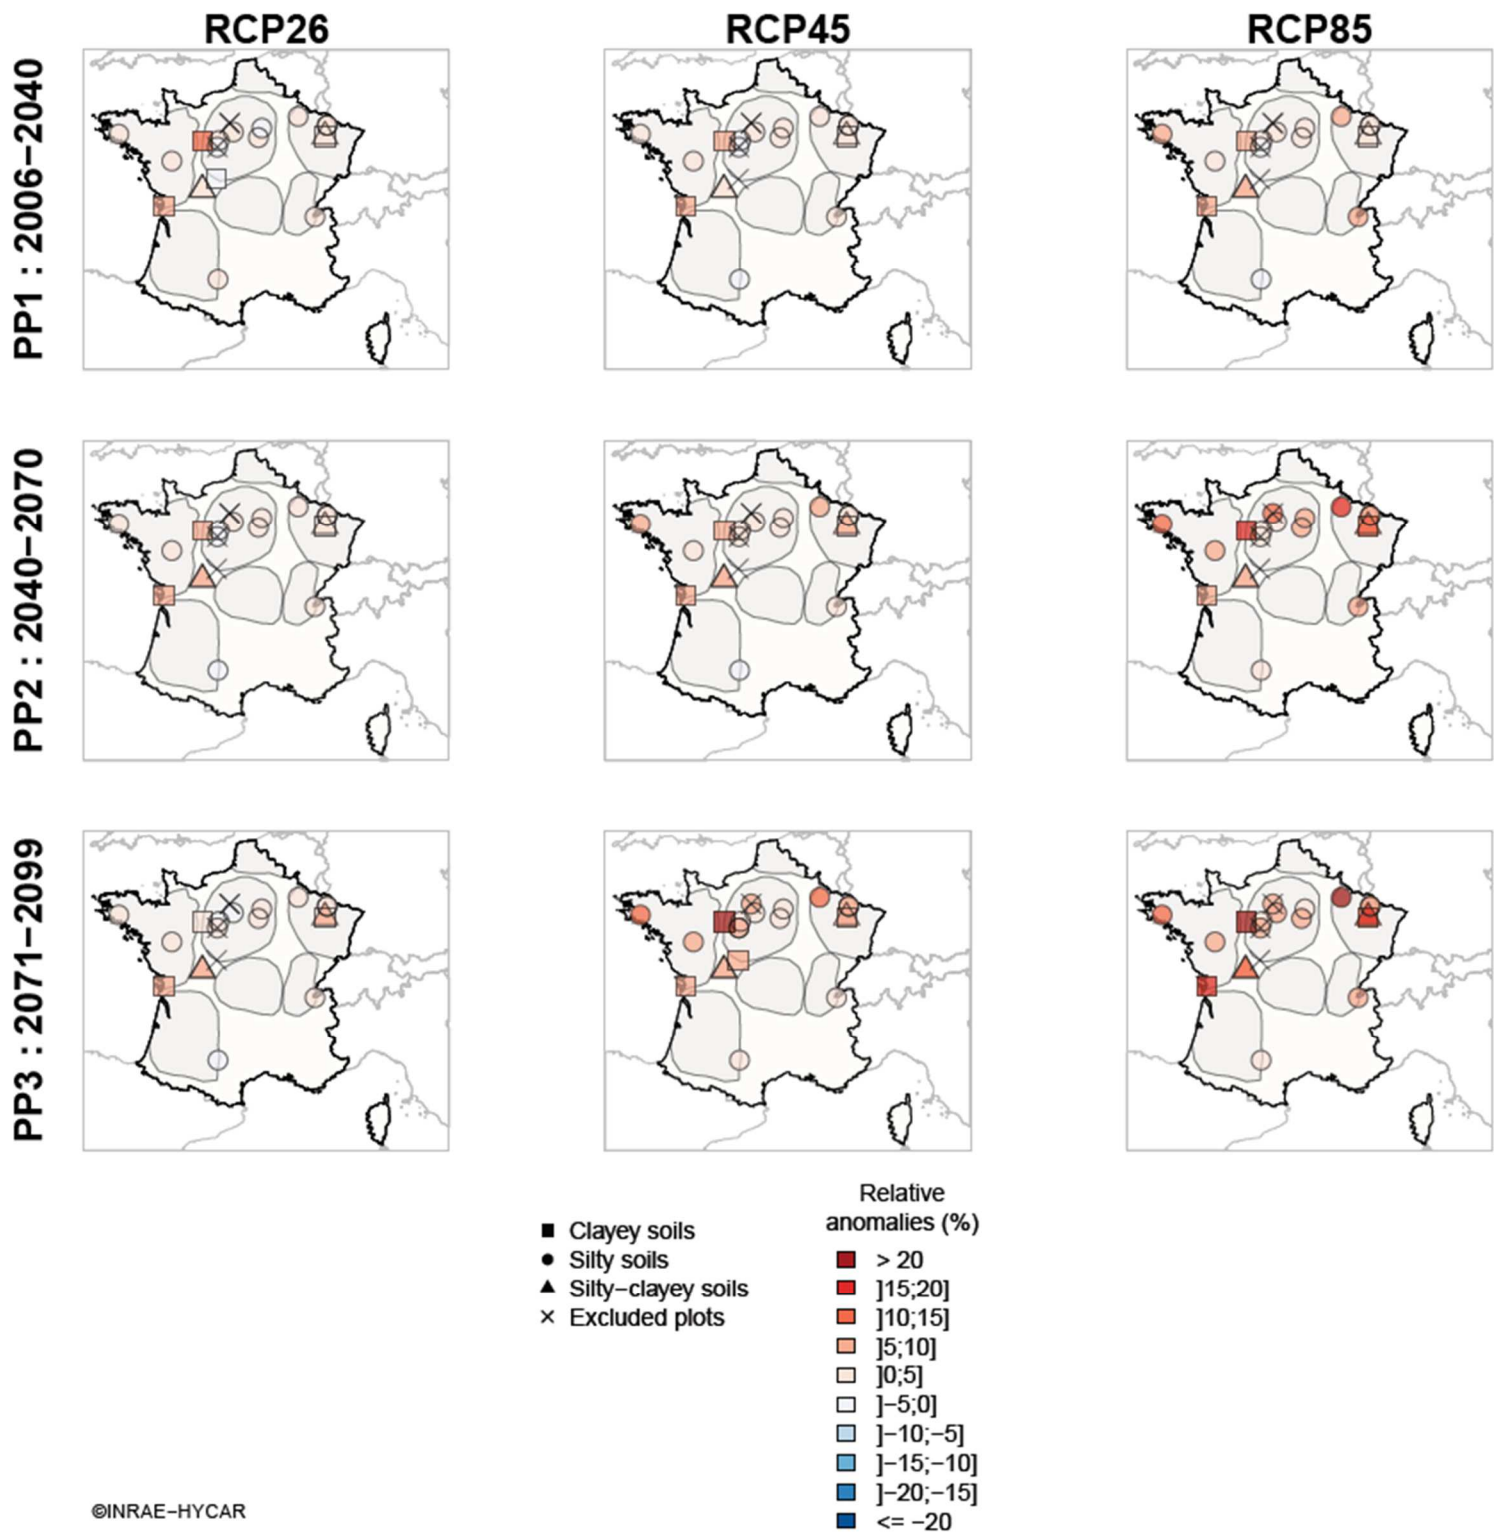 RCP26
RCP45
RCP85
PP1 : 2006−2040
PP2 : 2040−2070
PP3 : 2071−2099
Clayey soils
Silty soils
Silty−clayey soils
Excluded plots
Relative
anomalies (%)
> 20
]15;20]
]10;15]
]5;10]
]0;5]
]−5;0]
]−10;−5]
]−15;−10]
]−20;−15]
<= −20
©INRAE−HYCAR